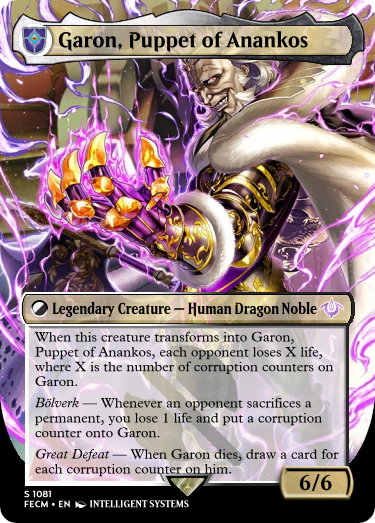 Garon, Puppet of Anankos
Legendary Creature — Human Dragon Noble
When this creature transforms into Garon,
Puppet of Anankos, each opponent loses X life,
where X is the number of corruption counters on
Garon.
Bölverk — Whenever an opponent sacrifices a
permanent, you lose 1 life and put a corruption
counter onto Garon.
Great Defeat — When Garon dies, draw a card for
each corruption counter on him.
6/6
S 1081
FECM • EN INTELLIGENT SYSTEMS